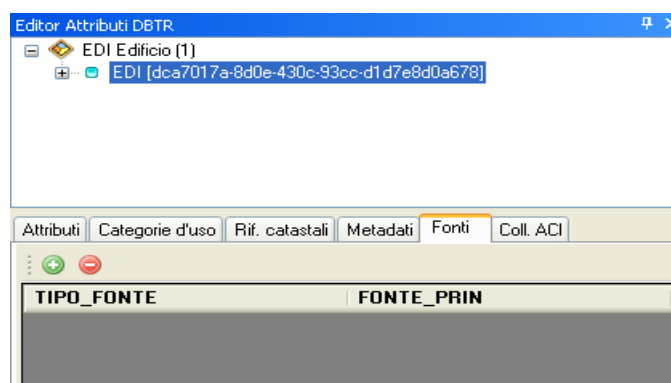 Editor Attributi DBTR
EDI Edificio (1)
EDI [dca7017a-8d0e-430c-93cc-d1d7e8d0a678]
Attributi Categorie d'uso Rif. catastali Metadati Fonti Coll. ACI
TIPO_FONTE FONTE_PRIN